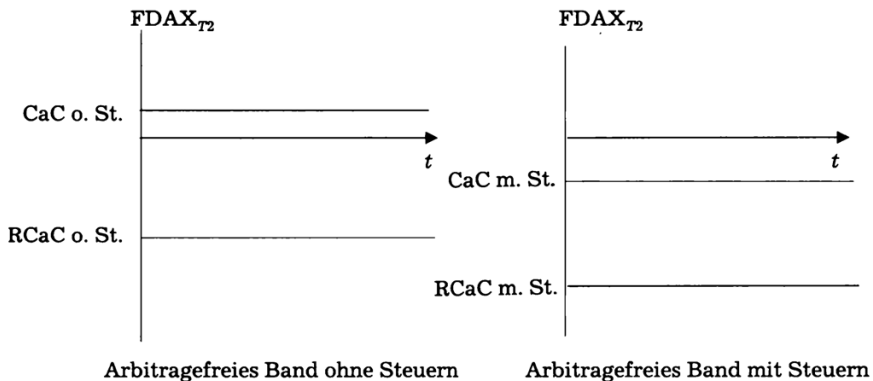 FDAX_T2
CaC o. St.
t
RCaC o. St.
Arbitragefreies Band ohne Steuern
FDAX_T2
t
CaC m. St.
RCaC m. St.
Arbitragefreies Band mit Steuern